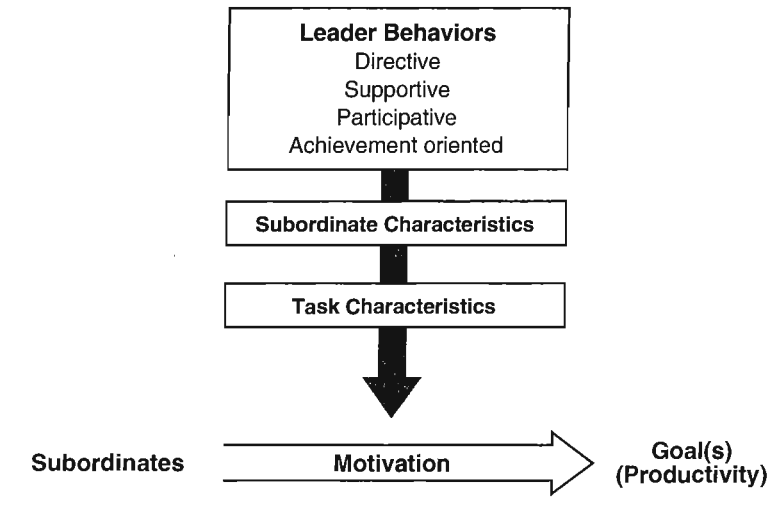 Leader Behaviors
Directive
Supportive
Participative
Achievement oriented
Subordinate Characteristics
Task Characteristics
Subordinates
Motivation
Goal(s)
(Productivity)